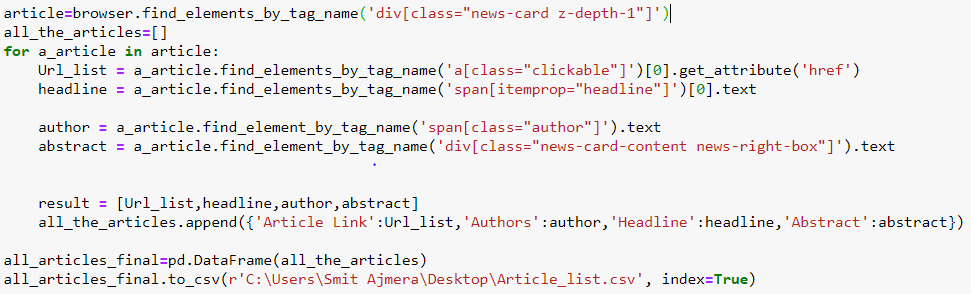 article=browser.find_elements_by_tag_name('div[class="news-card z-depth-1"]')
all_the_articles=[]
for a_article in article:
    Url_list = a_article.find_elements_by_tag_name('a[class="clickable"]')[0].get_attribute('href')
    headline = a_article.find_elements_by_tag_name('span[itemprop="headline"]')[0].text
    author = a_article.find_element_by_tag_name('span[class="author"]').text
    abstract = a_article.find_element_by_tag_name('div[class="news-card-content news-right-box"]').text
    result = [Url_list,headline,author,abstract]
    all_the_articles.append({'Article Link':Url_list,'Authors':author,'Headline':headline,'Abstract':abstract})
all_articles_final=pd.DataFrame(all_the_articles)
all_articles_final.to_csv(r'C:\Users\Smit Ajmera\Desktop\Article_list.csv', index=True)